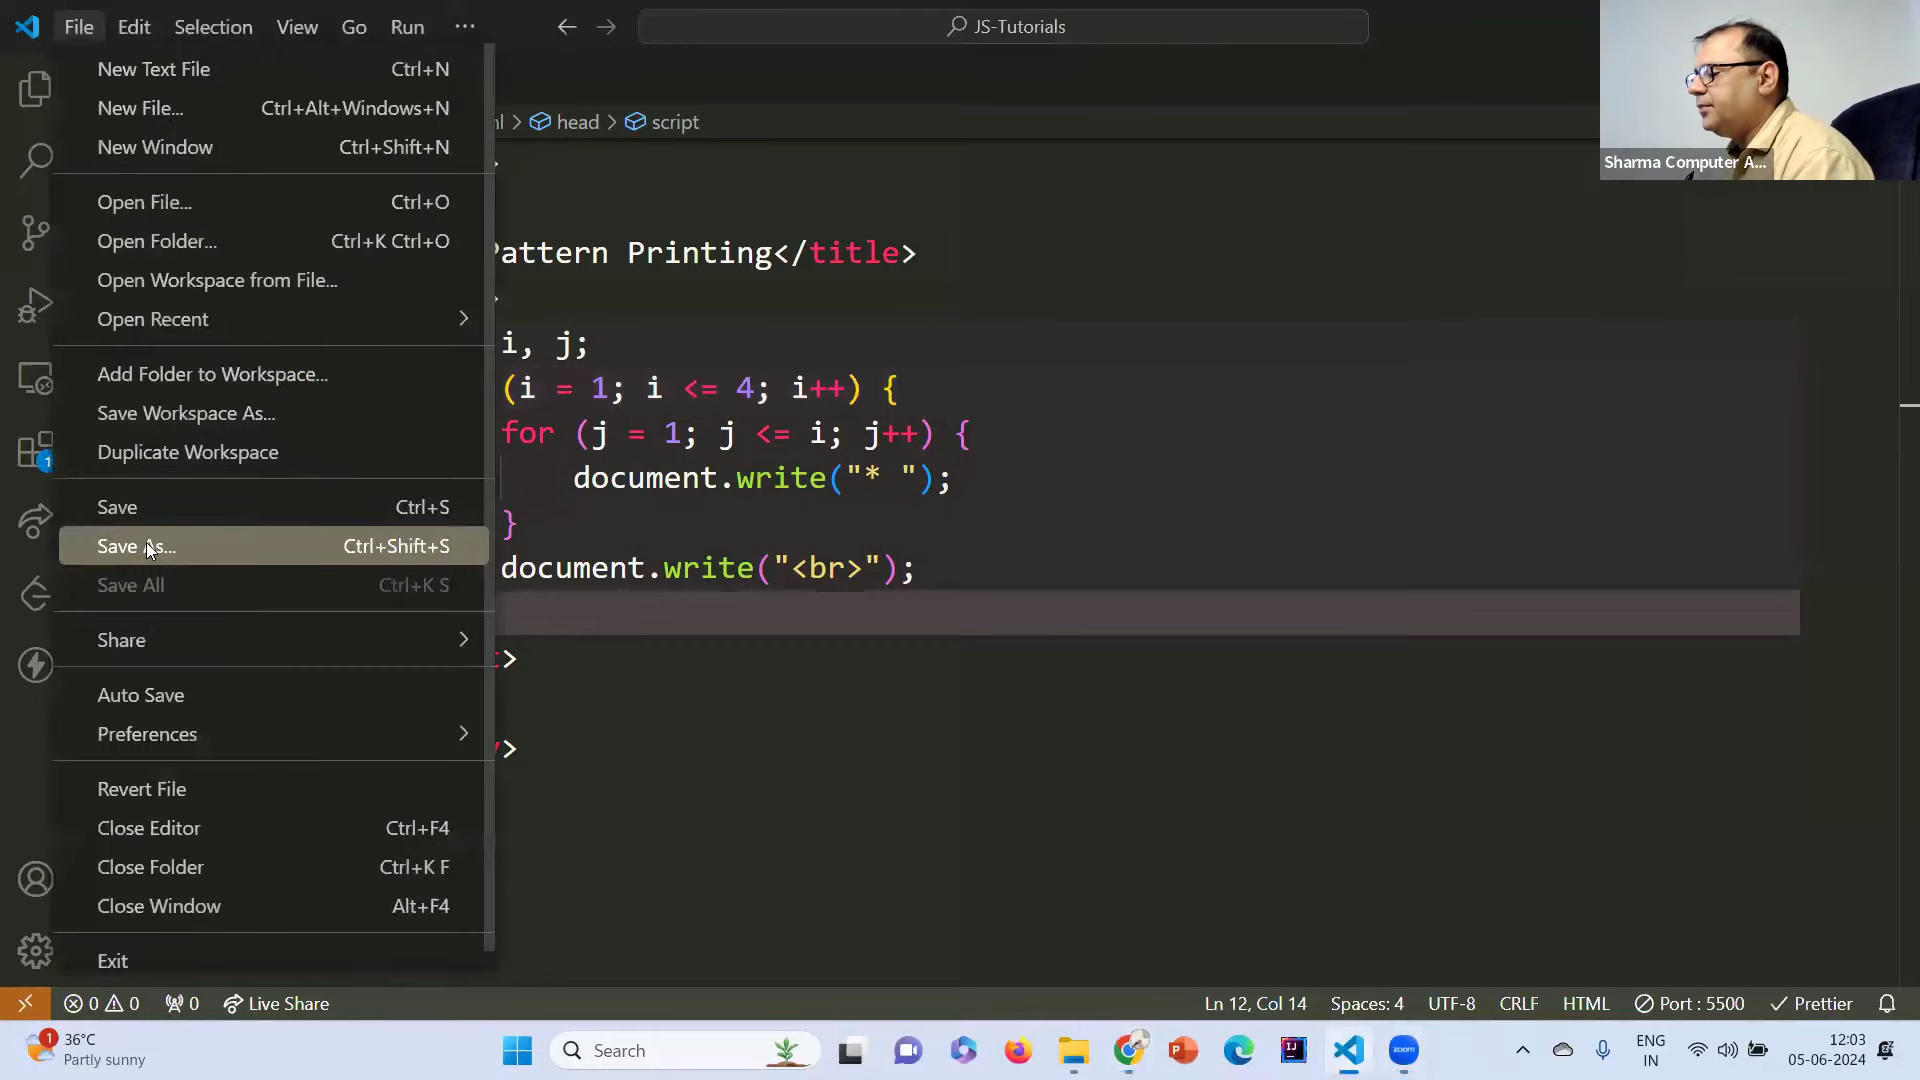 File Edit Selection View Go Run ···
JS-Tutorials
New Text File Ctrl+N
New File... Ctrl+Alt+Windows+N
New Window Ctrl+Shift+N
Open File... Ctrl+O
Open Folder... Ctrl+K Ctrl+O
Open Workspace from File...
Open Recent
Add Folder to Workspace...
Save Workspace As...
Duplicate Workspace
Save Ctrl+S
Save As... Ctrl+Shift+S
Save All Ctrl+K S
Share
Auto Save
Preferences
Revert File
Close Editor Ctrl+F4
Close Folder Ctrl+K F
Close Window Alt+F4
Exit
> head > script
Pattern Printing</title>
i, j;
(i = 1; i <= 4; i++) {
for (j = 1; j <= i; j++) {
document.write("* ");
}
document.write("<br>");
>
>
Sharma Computer A...
1
0 0 0 Live Share
Ln 12, Col 14 Spaces: 4 UTF-8 CRLF HTML Port : 5500 Prettier
1
36°C
Partly sunny
Search
zoom
ENG
IN
12:03
05-06-2024